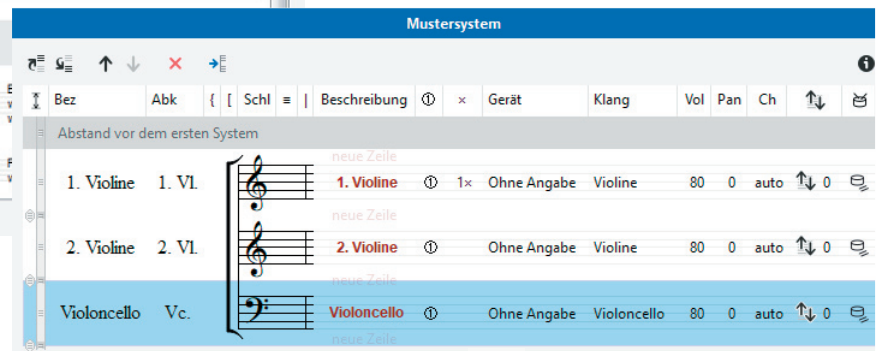 Mustersystem
Bez Abk { [ Schl ≡ | Beschreibung ① × Gerät Klang Vol Pan Ch
Abstand vor dem ersten System
neue Zeile
1. Violine 1. Vl. 1. Violine ① 1× Ohne Angabe Violine 80 0 auto 0
neue Zeile
2. Violine 2. Vl. 2. Violine ① Ohne Angabe Violine 80 0 auto 0
neue Zeile
Violoncello Vc. Violoncello ① Ohne Angabe Violoncello 80 0 auto 0
neue Zeile